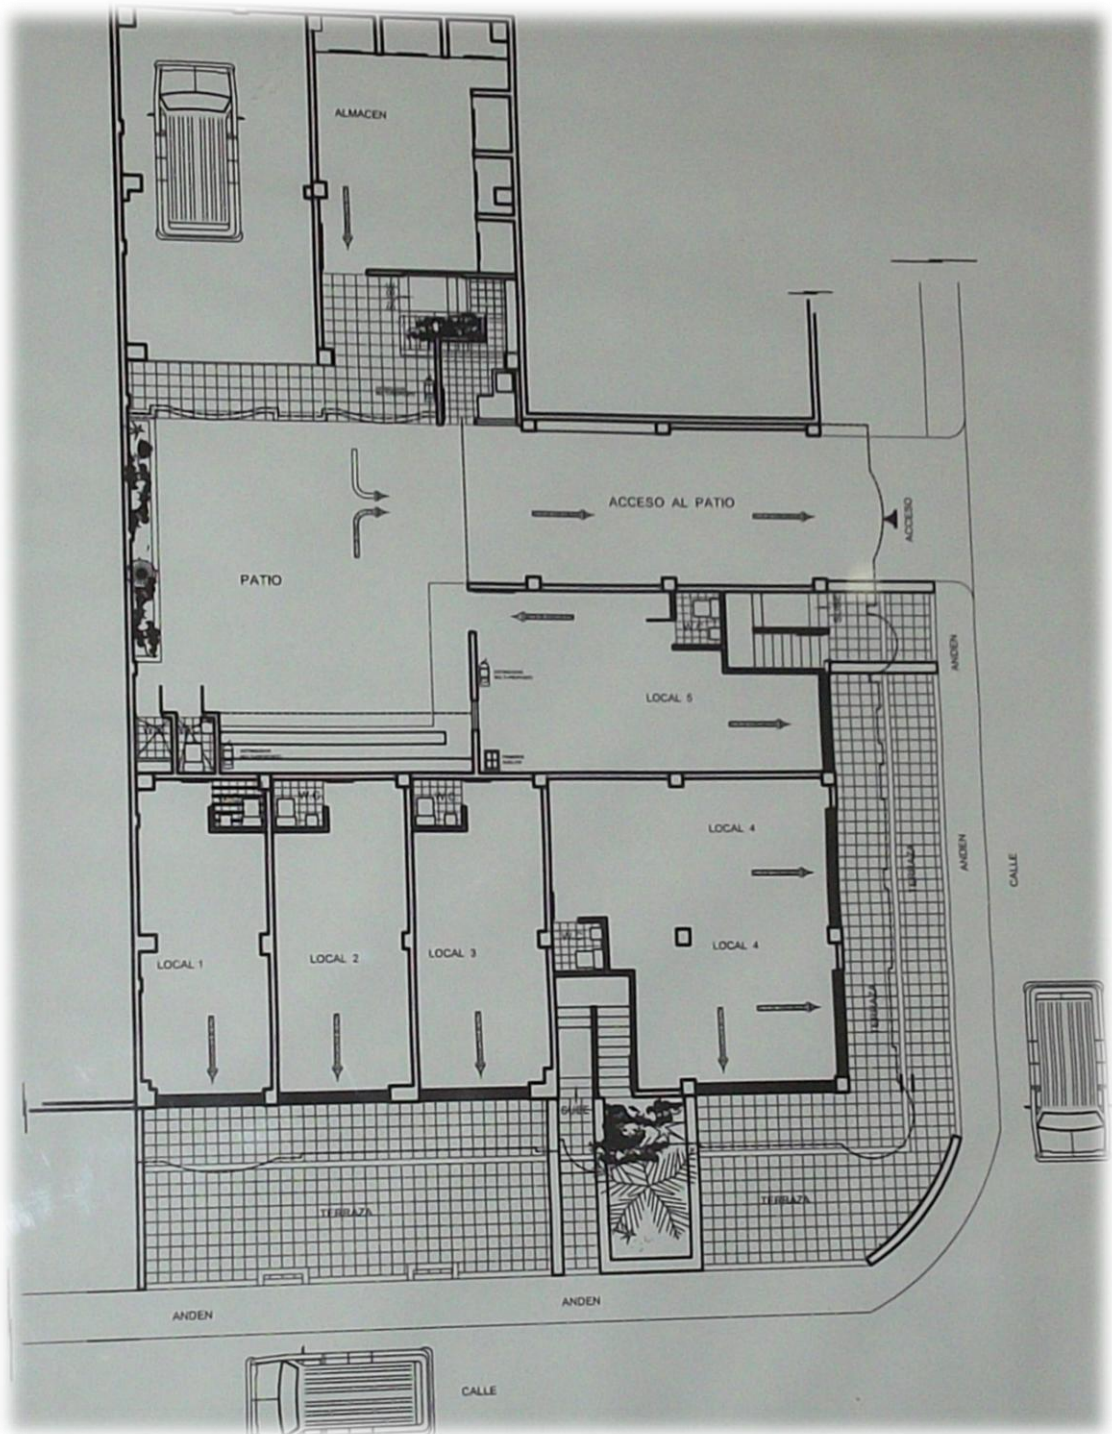 ALMACEN
ACCESO AL PATIO
ACCESO
PATIO
ANDEN
LOCAL 5
LOCAL 4
ANDEN
CALLE
TERRAZA
LOCAL 4
LOCAL 1
LOCAL 2
LOCAL 3
TERRAZA
SUBE
TERRAZA
TERRAZA
ANDEN
ANDEN
CALLE